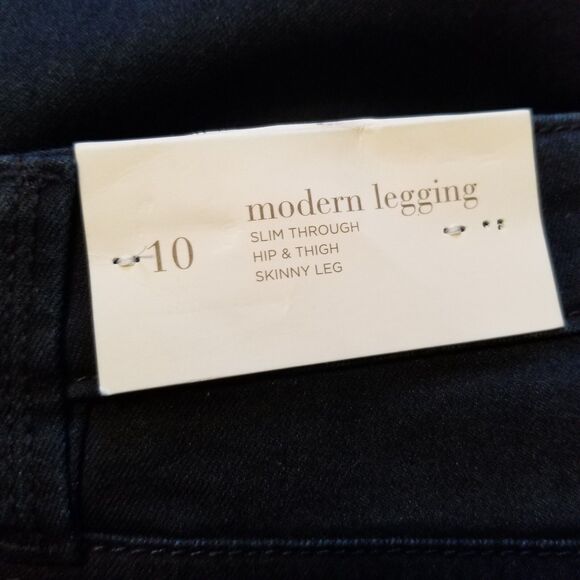 modern legging
10
SLIM THROUGH
HIP & THIGH
SKINNY LEG